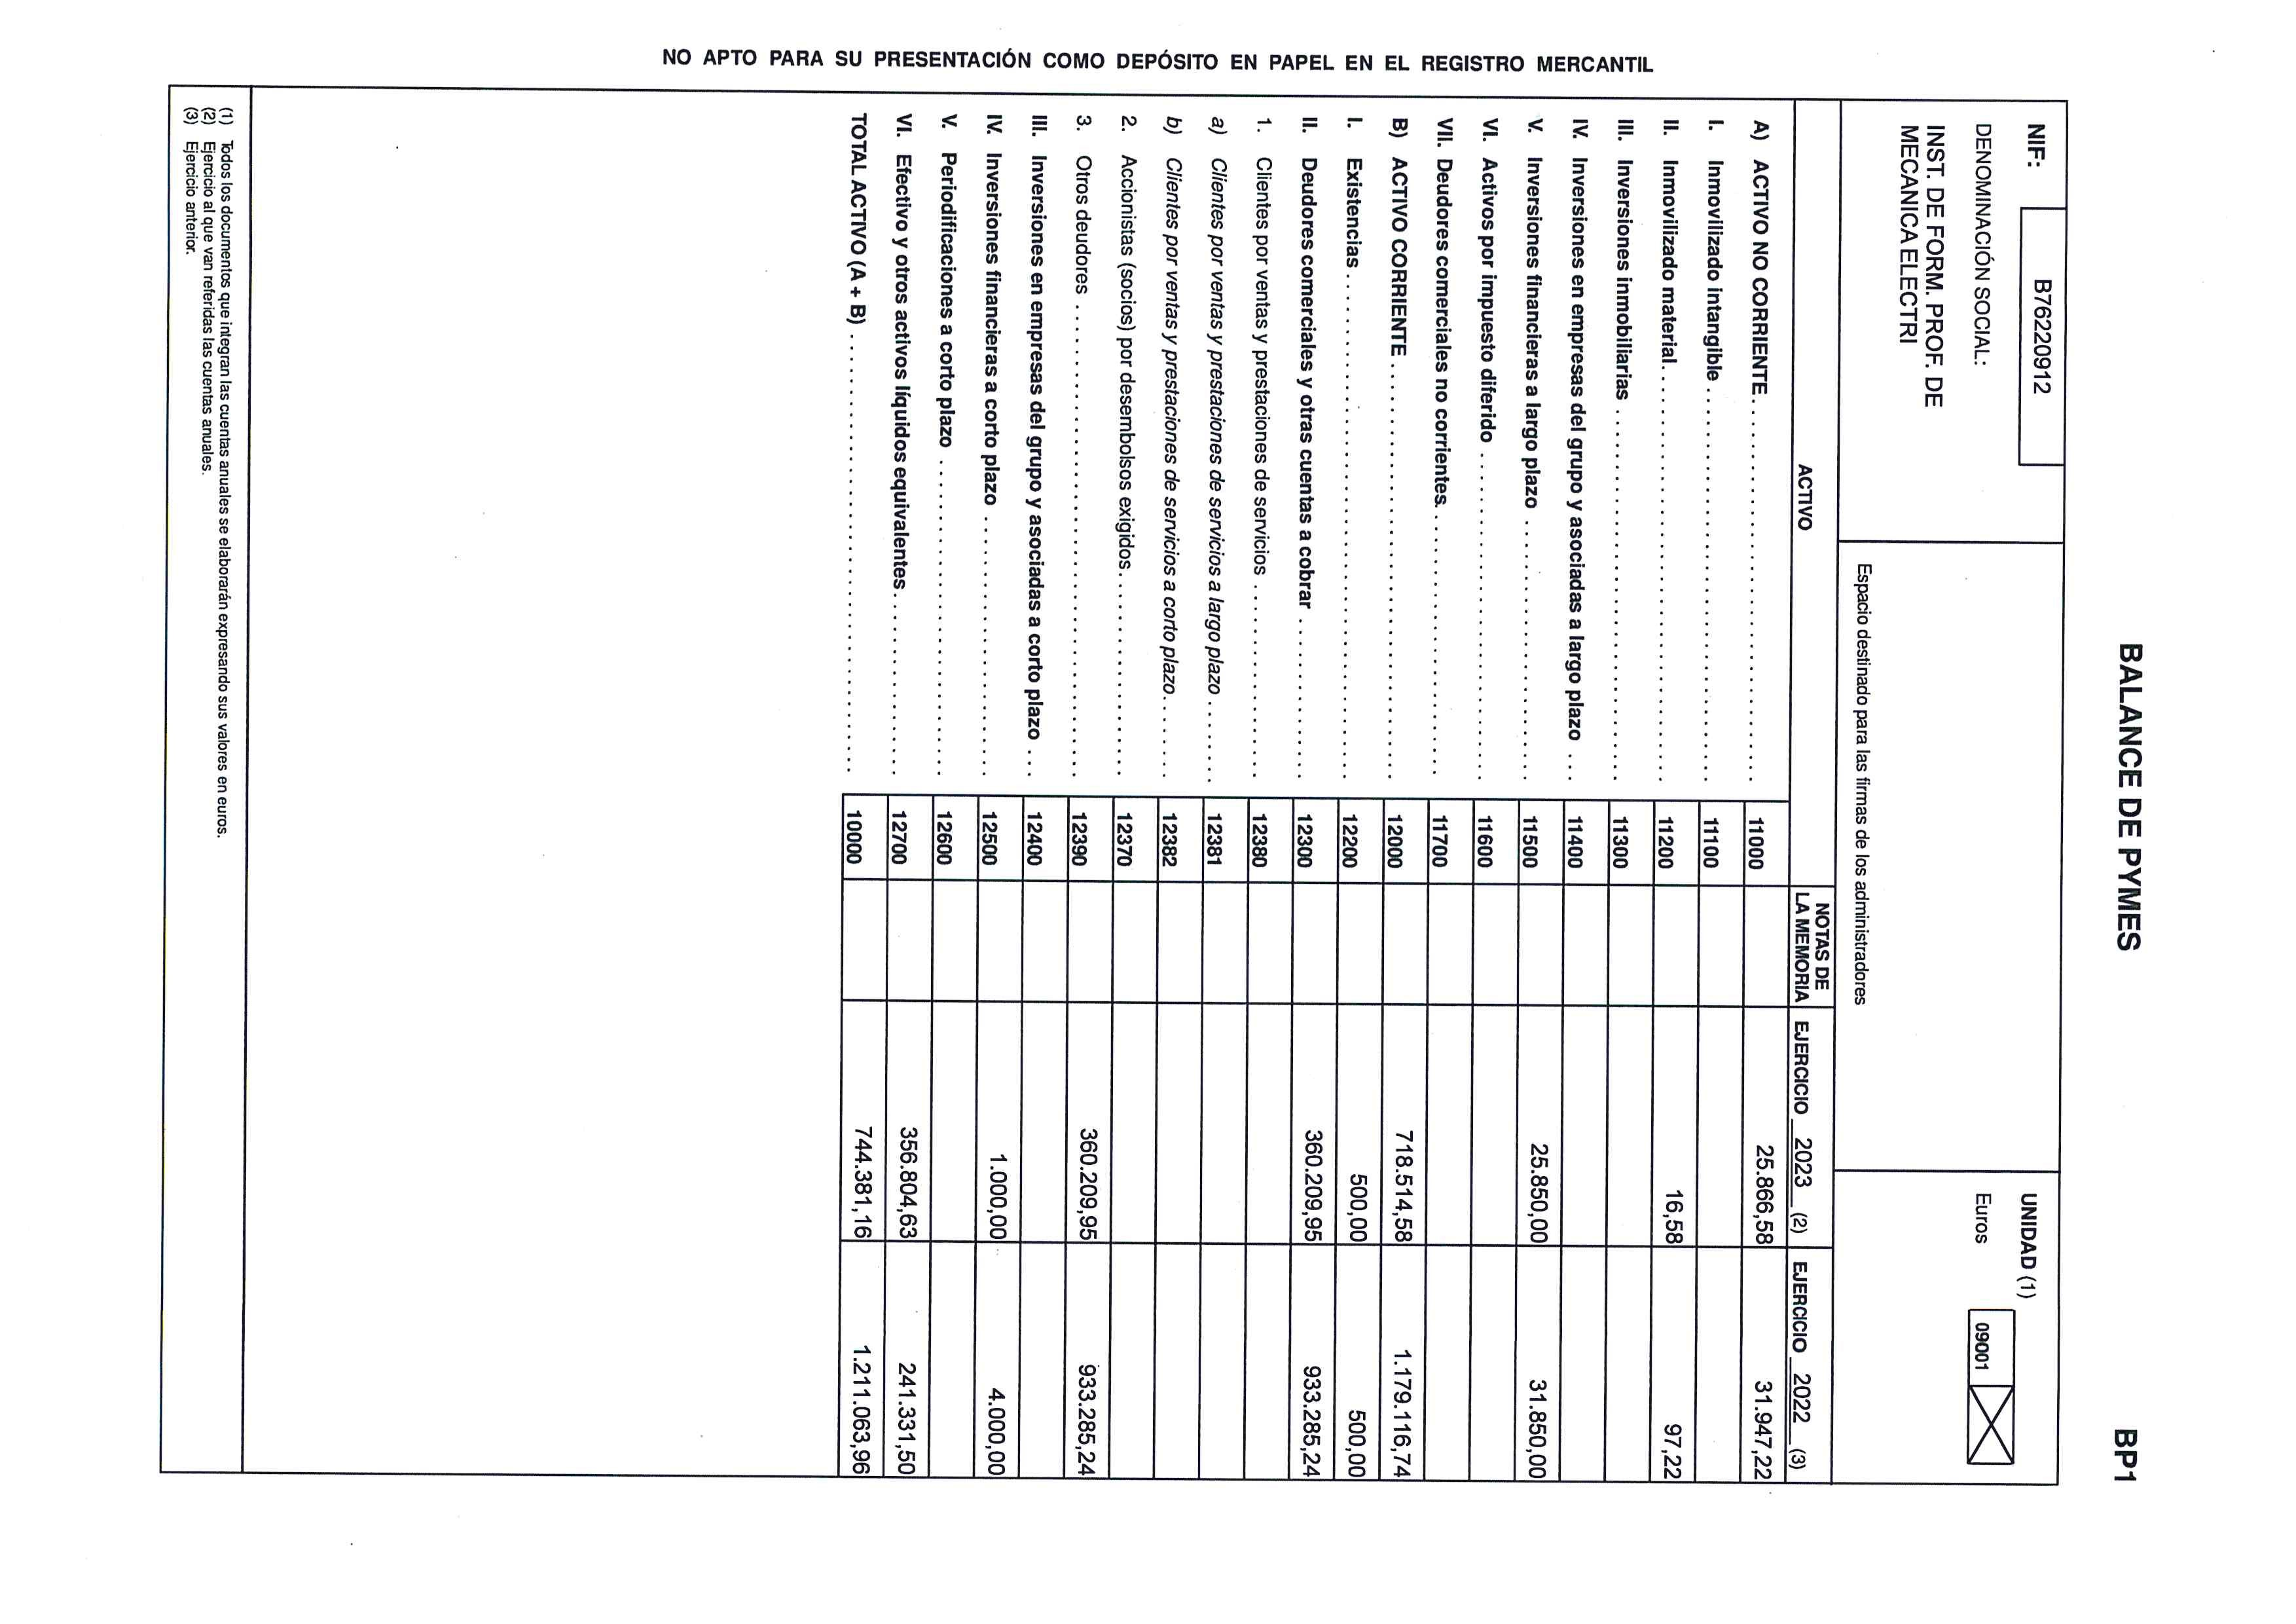 BALANCE DE PYMES BP1
NIF: B76220912
DENOMINACIÓN SOCIAL:
INST. DE FORM. PROF. DE
MECANICA ELECTRI
Espacio destinado para las firmas de los administradores
UNIDAD (1)
Euros 09001
ACTIVO NOTAS DE LA MEMORIA EJERCICIO 2023 (2) EJERCICIO 2022 (3)
A) ACTIVO NO CORRIENTE 11000 25.866,58 31.947,22
I. Inmovilizado intangible 11100
II. Inmovilizado material 11200 16,58 97,22
III. Inversiones inmobiliarias 11300
IV. Inversiones en empresas del grupo y asociadas a largo plazo 11400
V. Inversiones financieras a largo plazo 11500 25.850,00 31.850,00
VI. Activos por impuesto diferido 11600
VII. Deudores comerciales no corrientes 11700
B) ACTIVO CORRIENTE 12000 718.514,58 1.179.116,74
I. Existencias 12200 500,00 500,00
II. Deudores comerciales y otras cuentas a cobrar 12300 360.209,95 933.285,24
1. Clientes por ventas y prestaciones de servicios 12380
a) Clientes por ventas y prestaciones de servicios a largo plazo 12381
b) Clientes por ventas y prestaciones de servicios a corto plazo 12382
2. Accionistas (socios) por desembolsos exigidos 12370
3. Otros deudores 12390 360.209,95 933.285,24
III. Inversiones en empresas del grupo y asociadas a corto plazo 12400
IV. Inversiones financieras a corto plazo 12500 1.000,00 4.000,00
V. Periodificaciones a corto plazo 12600
VI. Efectivo y otros activos líquidos equivalentes 12700 356.804,63 241.331,50
TOTAL ACTIVO (A + B) 10000 744.381,16 1.211.063,96
(1) Todos los documentos que integran las cuentas anuales se elaborarán expresando sus valores en euros.
(2) Ejercicio al que van referidas las cuentas anuales.
(3) Ejercicio anterior.
NO APTO PARA SU PRESENTACIÓN COMO DEPÓSITO EN PAPEL EN EL REGISTRO MERCANTIL